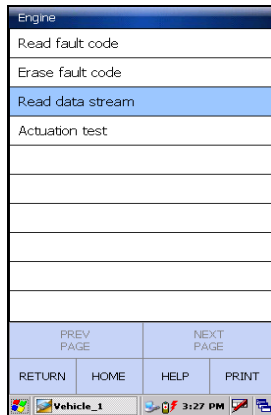 Engine
Read fault code
Erase fault code
Read data stream
Actuation test
PREV PAGE
NEXT PAGE
RETURN
HOME
HELP
PRINT
Vehicle_1
3:27 PM